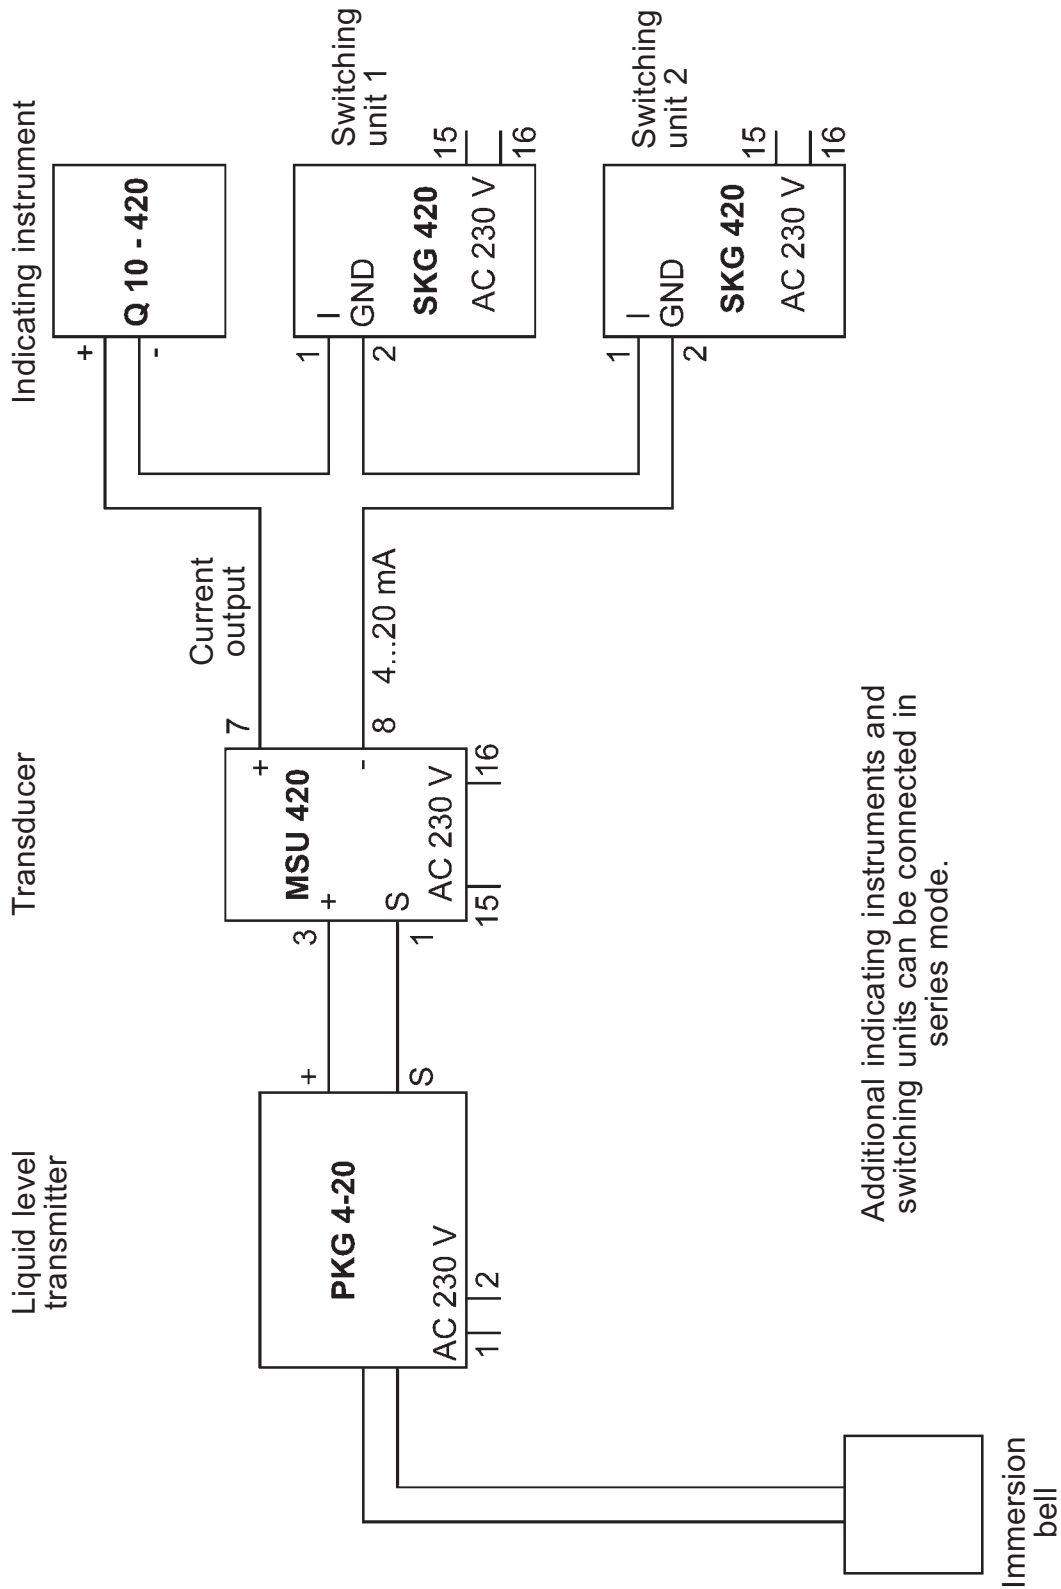 Liquid level
transmitter
Transducer
Indicating instrument
PKG 4-20
AC 230 V
1
2
+
S
3
1
MSU 420
+
S
+
-
AC 230 V
15
16
7
8
Current
output
4...20 mA
+
-
Q 10 - 420
1
2
I
GND
SKG 420
AC 230 V
15
16
Switching
unit 1
1
2
I
GND
SKG 420
AC 230 V
15
16
Switching
unit 2
Immersion
bell
Additional indicating instruments and
switching units can be connected in
series mode.